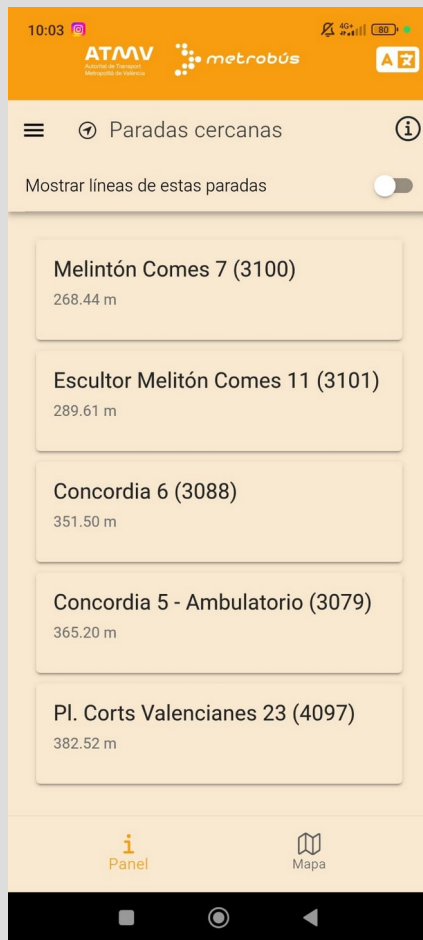 10:03
4G+
80
ATMV
Autoritat de Transport
Metropolità de València
metrobús
A
Paradas cercanas
Mostrar líneas de estas paradas
Melintón Comes 7 (3100)
268.44 m
Escultor Melitón Comes 11 (3101)
289.61 m
Concordia 6 (3088)
351.50 m
Concordia 5 - Ambulatorio (3079)
365.20 m
Pl. Corts Valencianes 23 (4097)
382.52 m
Panel
Mapa